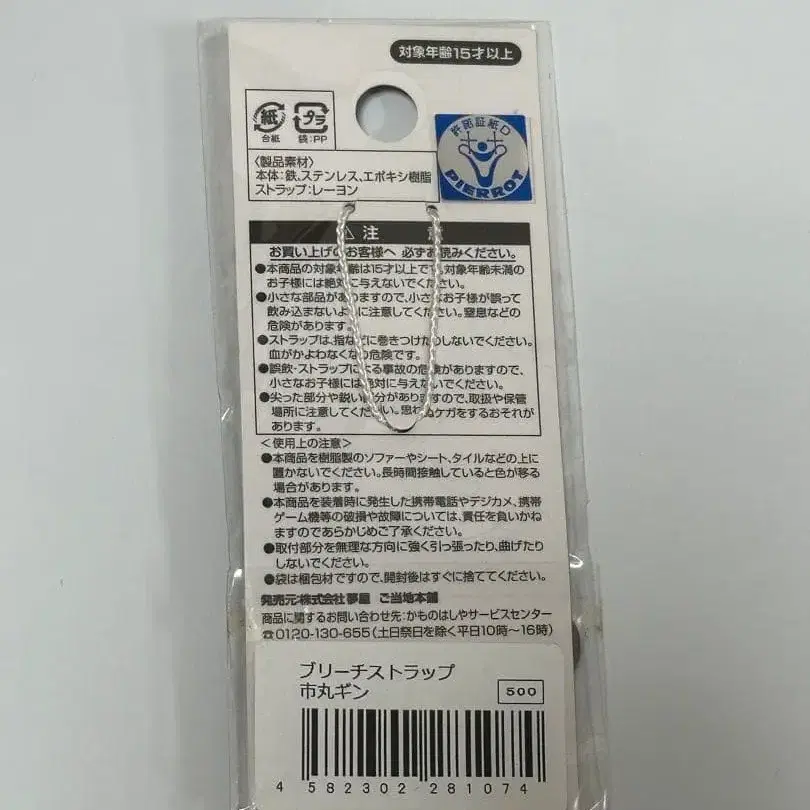 対象年齢15才以上
紙
プラ
台紙
袋:PP
許諾証紙D
PIERROT
〈製品素材〉
本体:鉄、ステンレス、エポキシ樹脂
ストラップ:レーヨン
⚠注 意
お買い上げのお客様へ 必ずお読みください。
●本商品の対象年齢は15才以上です。対象年齢未満の
お子様には絶対に与えないでください。
●小さな部品がありますので、小さなお子様が誤って
飲み込まないように注意してください。窒息などの
危険があります。
●ストラップは、指などに巻きつけたりしないでください。
血がかよわなくなり危険です。
●誤飲・ストラップによる事故の危険がありますので、
小さなお子様には絶対に与えないでください。
●尖った部分や鋭い部分がありますので、取扱や保管
場所に注意してください。思わぬケガをするおそれが
あります。
＜使用上の注意＞
●本商品を樹脂製のソファーやシート、タイルなどの上に
置かないでください。長時間接触していると色が移る
場合があります。
●本商品を装着時に発生した携帯電話やデジカメ、携帯
ゲーム機等の破損や故障については、責任を負いかね
ますのであらかじめご了承ください。
●取付部分を無理な方向に強く引っ張ったり、曲げたり
しないでください。
●袋は梱包材ですので、開封後はすぐに捨ててください。
発売元:株式会社夢屋 ご当地本舗
商品に関するお問い合わせ先:かものはしやサービスセンター
☎0120-130-655(土日祭日を除く平日10時〜16時)
ブリーチストラップ
市丸ギン
500
4 582302 281074